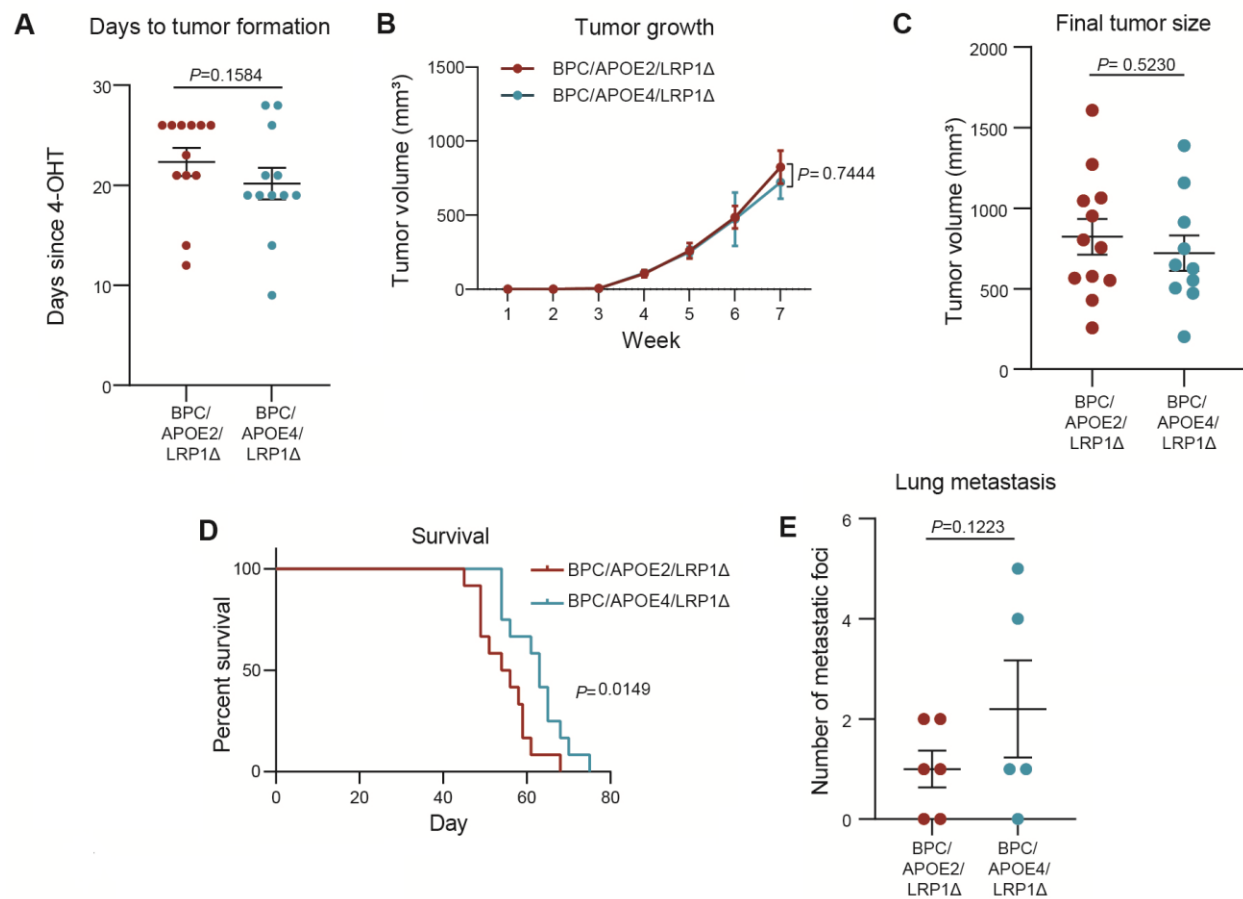 A
Days to tumor formation
P=0.1584
30
20
10
0
Days since 4-OHT
BPC/
APOE2/
LRP1Δ
BPC/
APOE4/
LRP1Δ
B
Tumor growth
BPC/APOE2/LRP1Δ
BPC/APOE4/LRP1Δ
1500
1000
500
0
Tumor volume (mm³)
P= 0.7444
1 2 3 4 5 6 7
Week
C
Final tumor size
P= 0.5230
2000
1500
1000
500
0
Tumor volume (mm³)
BPC/
APOE2/
LRP1Δ
BPC/
APOE4/
LRP1Δ
D
Survival
BPC/APOE2/LRP1Δ
BPC/APOE4/LRP1Δ
100
50
0
Percent survival
P=0.0149
0 20 40 60 80
Day
E
Lung metastasis
P=0.1223
6
4
2
0
Number of metastatic foci
BPC/
APOE2/
LRP1Δ
BPC/
APOE4/
LRP1Δ